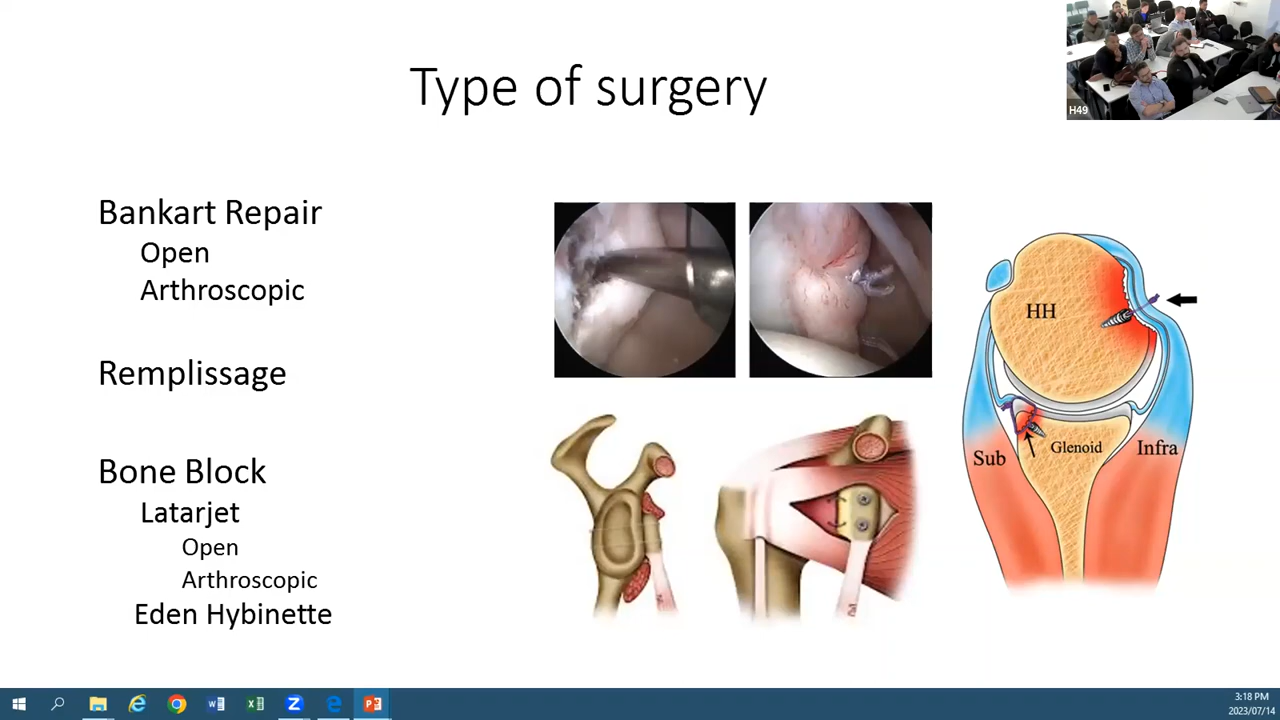 Type of surgery
H49
Bankart Repair
Open
Arthroscopic
Remplissage
Bone Block
Latarjet
Open
Arthroscopic
Eden Hybinette
HH
Sub
Glenoid
Infra
3:18 PM
2023/07/14